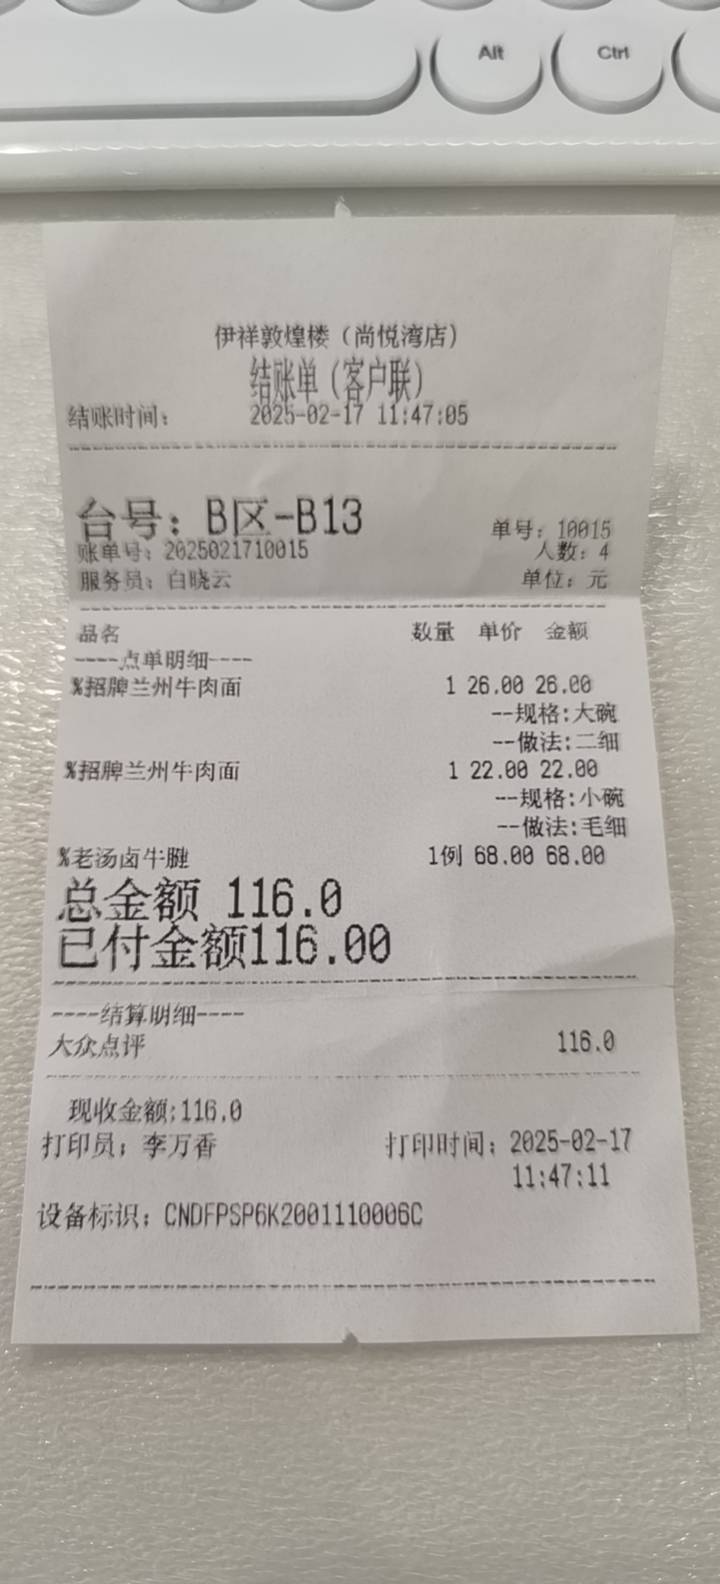 Alt Ctrl
伊祥敦煌楼（尚悦湾店）
结账单（客户联）
结账时间： 2025-02-17 11:47:05
台号：B区-B13 单号：10015
账单号：2025021710015 人数：4
服务员：白晓云 单位：元
品名 数量 单价 金额
----点单明细----
%招牌兰州牛肉面 1 26.00 26.00
--规格:大碗
--做法:二细
%招牌兰州牛肉面 1 22.00 22.00
--规格:小碗
--做法:毛细
%老汤卤牛腱 1例 68.00 68.00
总金额 116.0
已付金额116.00
----结算明细----
大众点评 116.0
现收金额:116.0
打印员：李万香 打印时间：2025-02-17
11:47:11
设备标识：CNDFPSP6K2001110006C